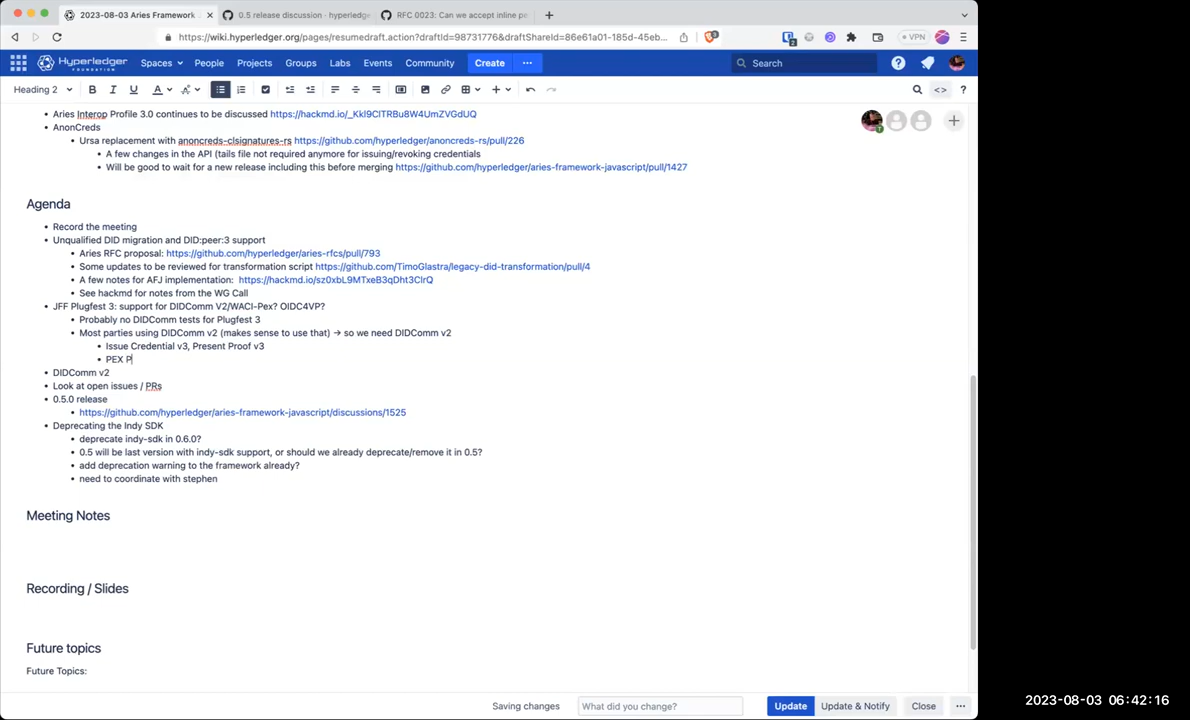 2023-08-03 Aries Framework
0.5 release discussion · hyperledge
RFC 0023: Can we accept inline pe
https://wiki.hyperledger.org/pages/resumedraft.action?draftId=98731776&draftShareId=86e61a01-185d-45eb...
VPN
HYPERLEDGER
FOUNDATION
Spaces
People
Projects
Groups
Labs
Events
Community
Create
Search
Heading 2
B I U A
Aries Interop Profile 3.0 continues to be discussed https://hackmd.io/_Kkl9ClTRBu8W4UmZVGdUQ
AnonCreds
Ursa replacement with anoncreds-clsignatures-rs https://github.com/hyperledger/anoncreds-rs/pull/226
A few changes in the API (tails file not required anymore for issuing/revoking credentials
Will be good to wait for a new release including this before merging https://github.com/hyperledger/aries-framework-javascript/pull/1427
Agenda
Record the meeting
Unqualified DID migration and DID:peer:3 support
Aries RFC proposal: https://github.com/hyperledger/aries-rfcs/pull/793
Some updates to be reviewed for transformation script https://github.com/TimoGlastra/legacy-did-transformation/pull/4
A few notes for AFJ implementation: https://hackmd.io/sz0xbL9MTxeB3qDht3ClrQ
See hackmd for notes from the WG Call
JFF Plugfest 3: support for DIDComm V2/WACI-Pex? OIDC4VP?
Probably no DIDComm tests for Plugfest 3
Most parties using DIDComm v2 (makes sense to use that) → so we need DIDComm v2
Issue Credential v3, Present Proof v3
PEX P
DIDComm v2
Look at open issues / PRs
0.5.0 release
https://github.com/hyperledger/aries-framework-javascript/discussions/1525
Deprecating the Indy SDK
deprecate indy-sdk in 0.6.0?
0.5 will be last version with indy-sdk support, or should we already deprecate/remove it in 0.5?
add deprecation warning to the framework already?
need to coordinate with stephen
Meeting Notes
Recording / Slides
Future topics
Future Topics:
Saving changes
What did you change?
Update
Update & Notify
Close
2023-08-03 06:42:16